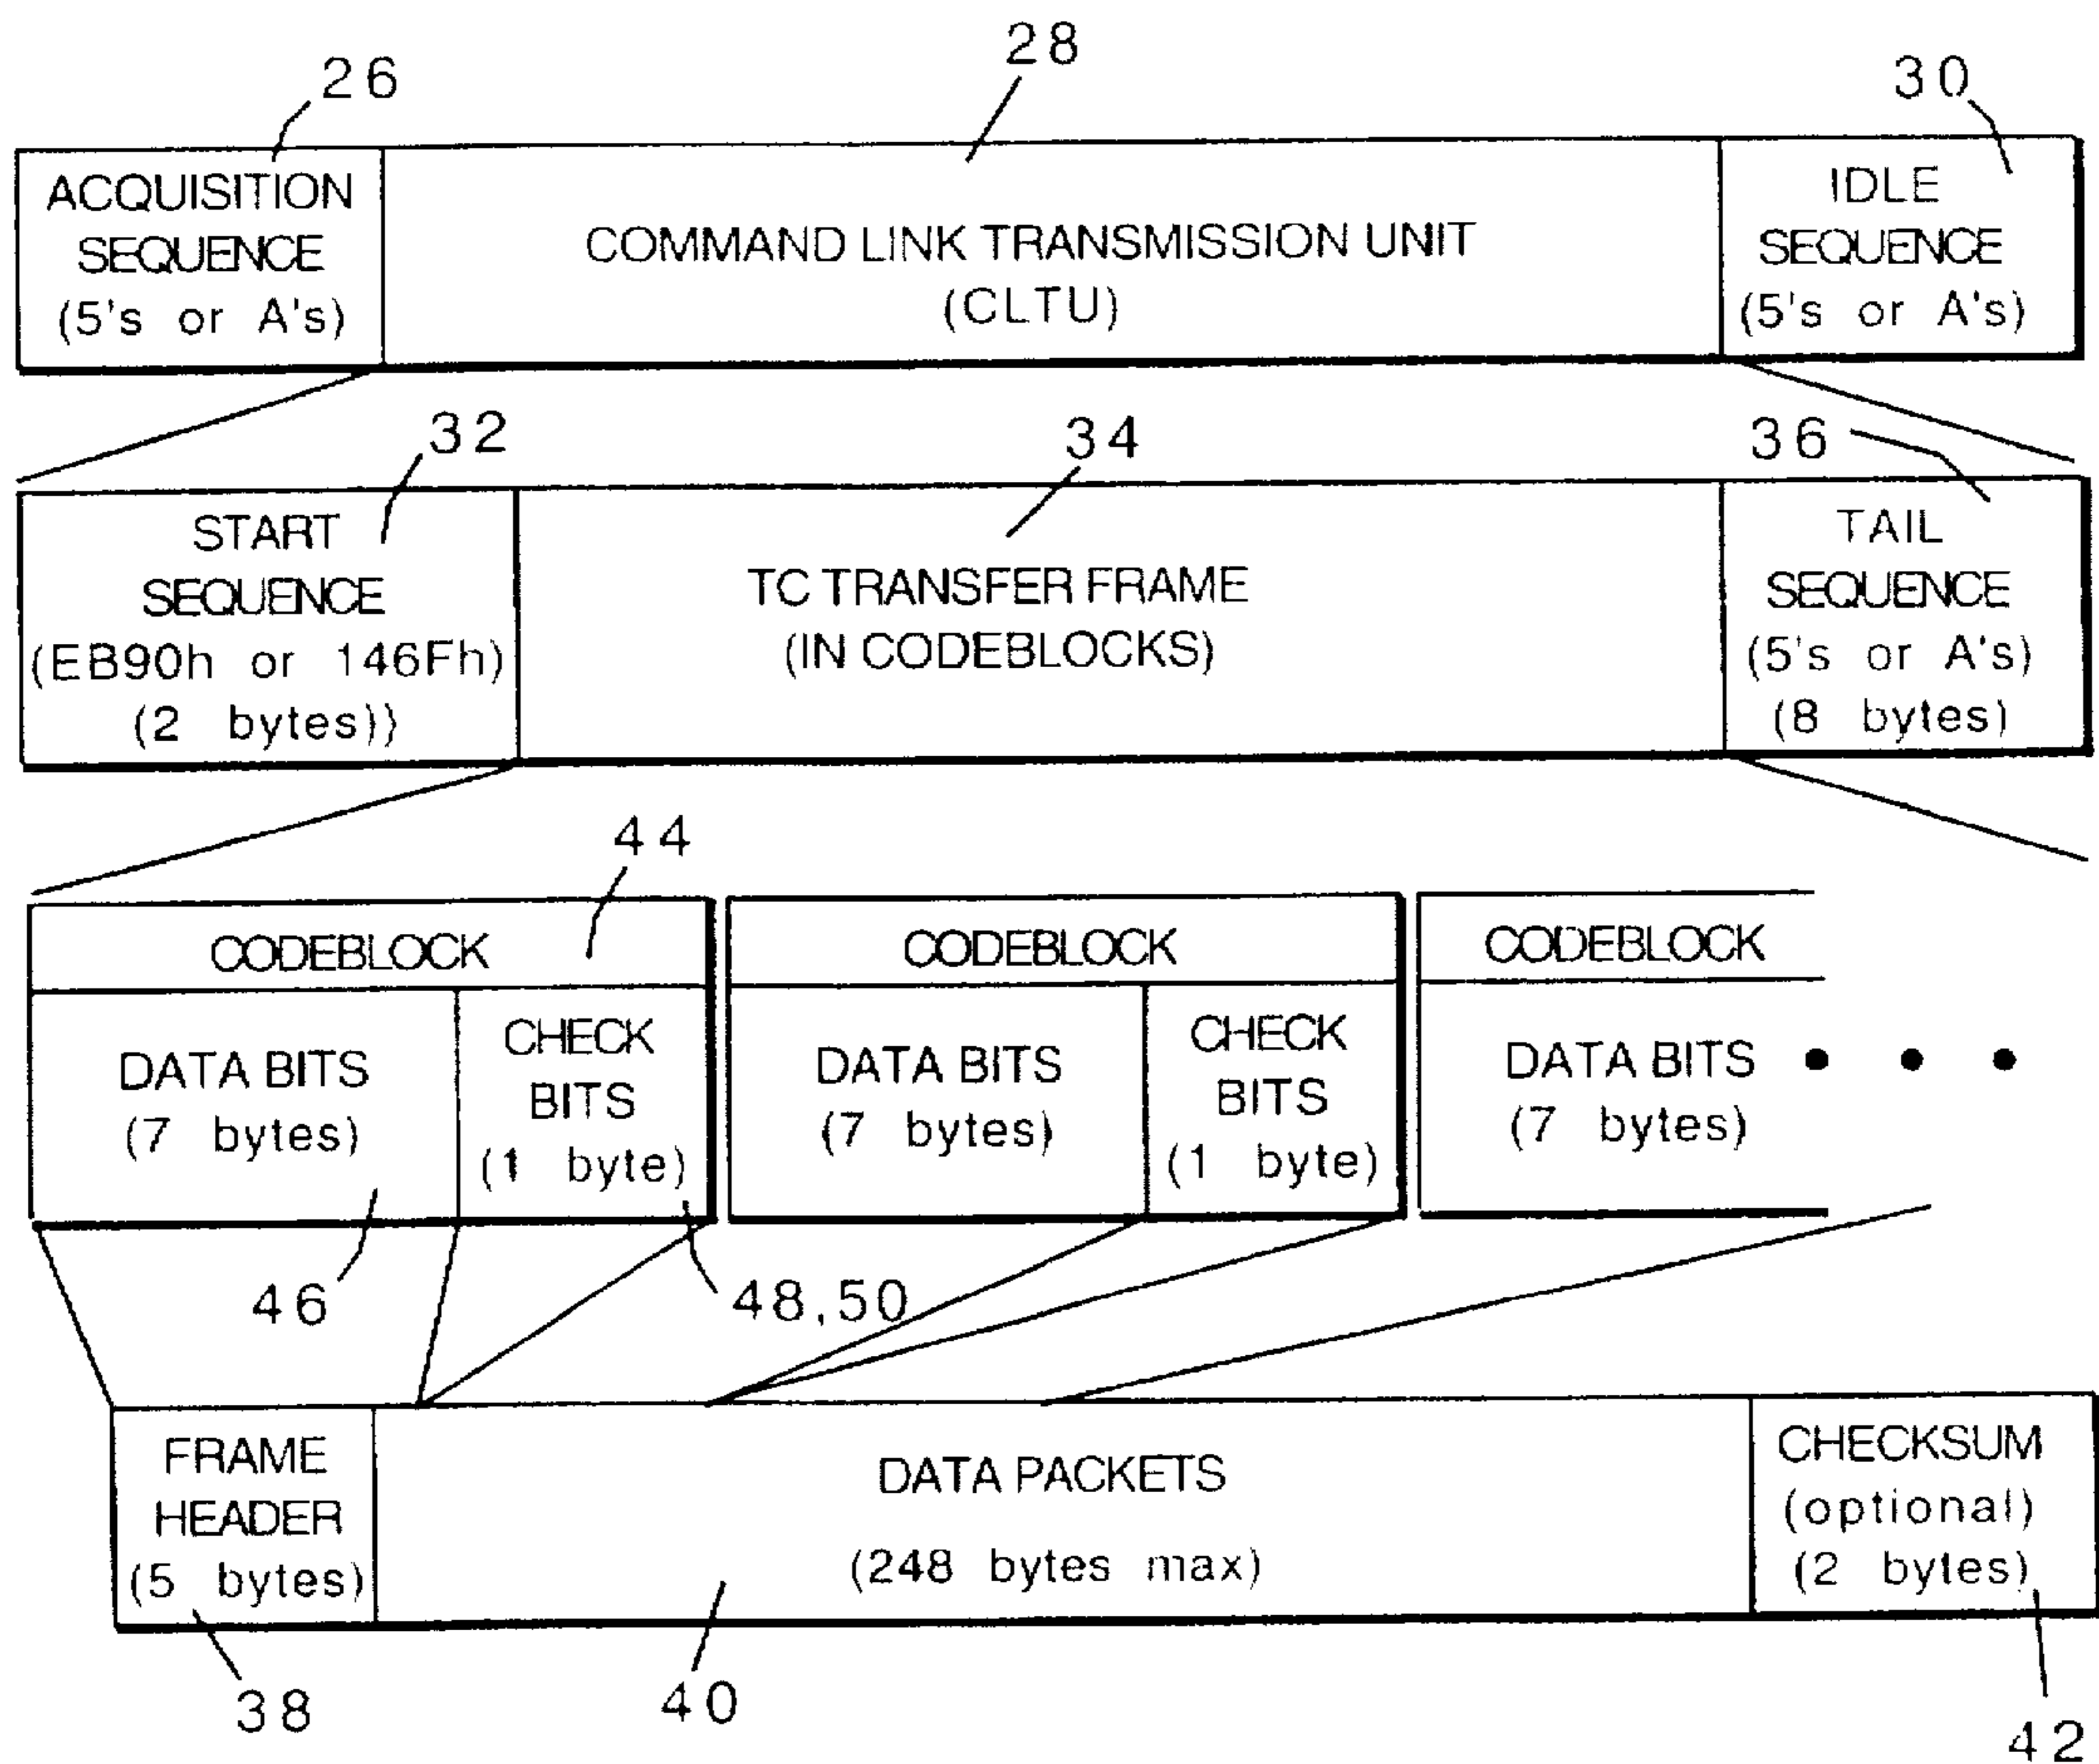 26
28
30
ACQUISITION
SEQUENCE
(5's or A's)
COMMAND LINK TRANSMISSION UNIT
(CLTU)
IDLE
SEQUENCE
(5's or A's)
32
34
36
START
SEQUENCE
(EB90h or 146Fh)
(2 bytes))
TC TRANSFER FRAME
(IN CODEBLOCKS)
TAIL
SEQUENCE
(5's or A's)
(8 bytes)
44
CODEBLOCK
DATA BITS
(7 bytes)
CHECK
BITS
(1 byte)
CODEBLOCK
DATA BITS
(7 bytes)
CHECK
BITS
(1 byte)
CODEBLOCK
DATA BITS • • •
(7 bytes)
46
48,50
FRAME
HEADER
(5 bytes)
DATA PACKETS
(248 bytes max)
CHECKSUM
(optional)
(2 bytes)
38
40
42